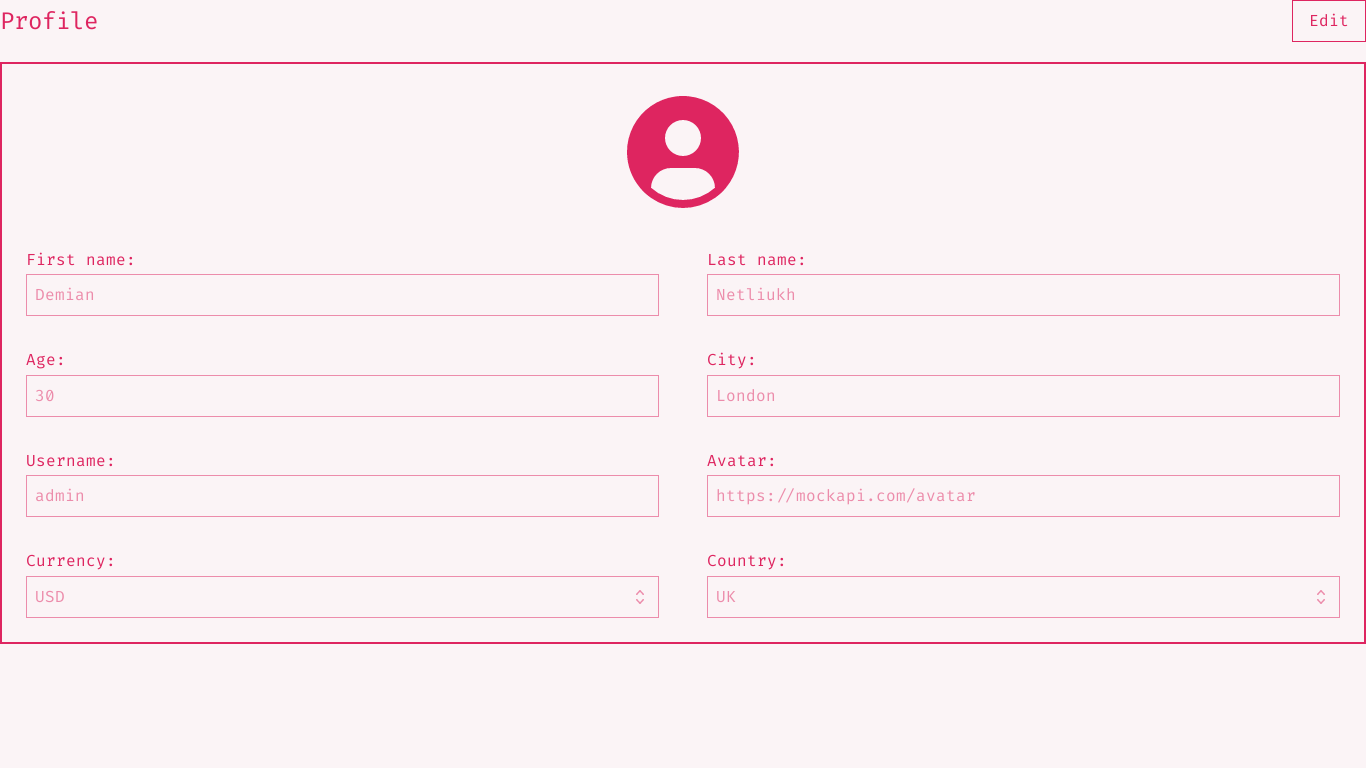 Profile
Edit
First name:
Last name:
Demian
Netliukh
Age:
City:
30
London
Username:
Avatar:
admin
https://mockapi.com/avatar
Currency:
Country:
USD
UK